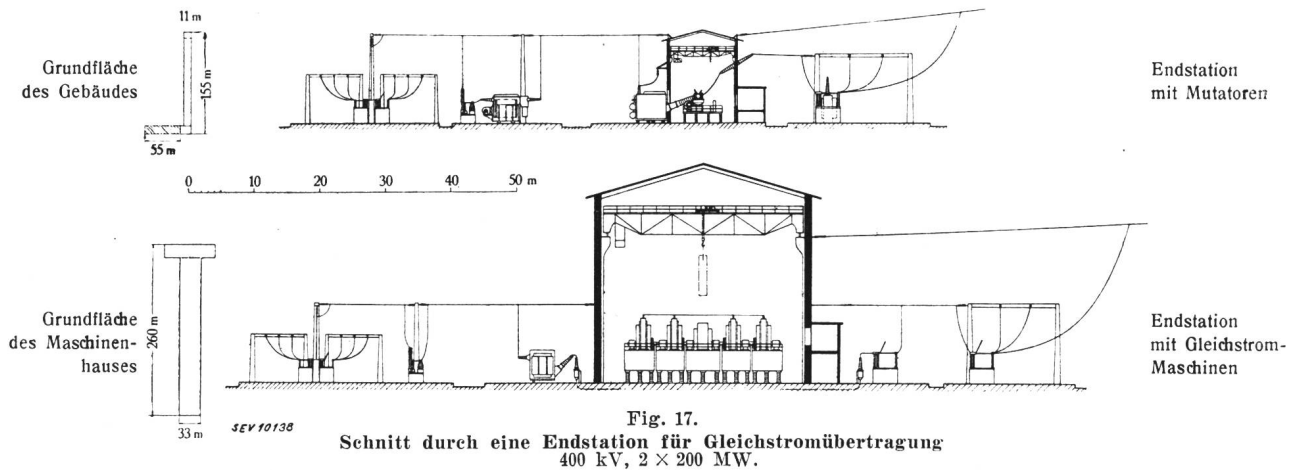 11 m
Grundfläche
des Gebäudes
155 m
55 m
Endstation
mit Mutatoren
0 10 20 30 40 50 m
Grundfläche
des Maschinen-
hauses
260 m
33 m
SEV 10138
Endstation
mit Gleichstrom-
Maschinen
Fig. 17.
Schnitt durch eine Endstation für Gleichstromübertragung
400 kV, 2 × 200 MW.